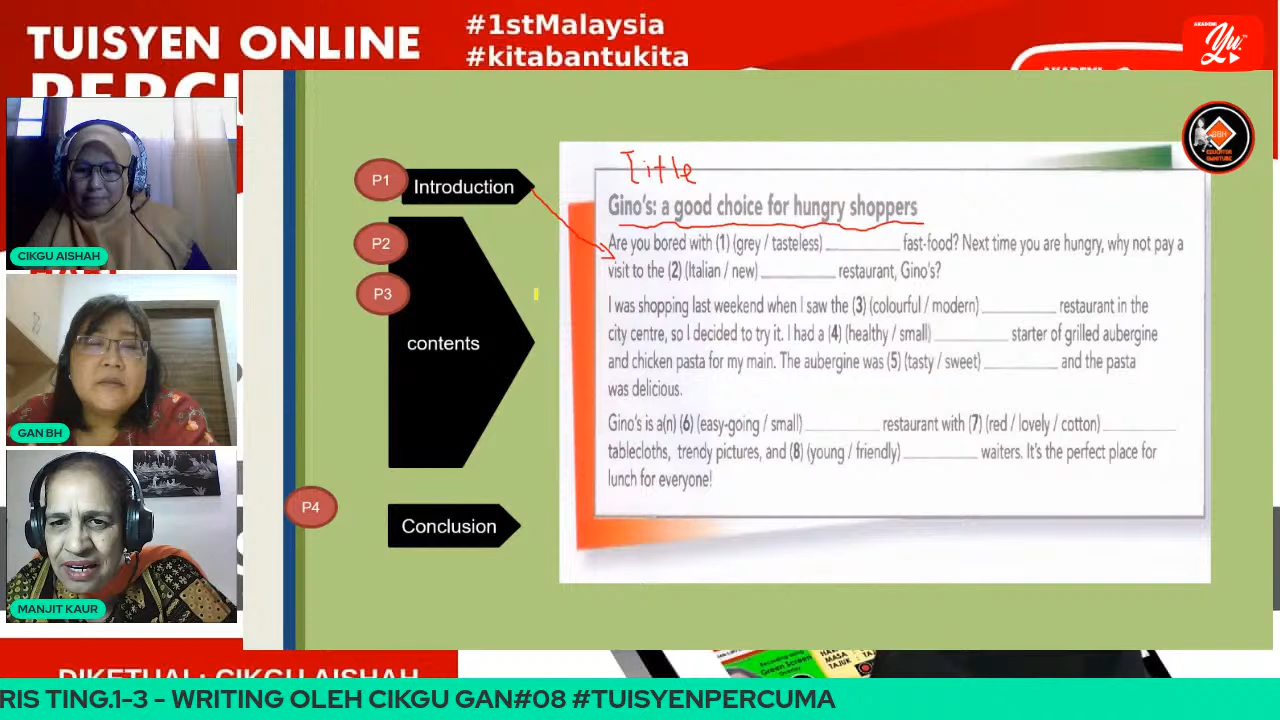 TUISYEN ONLINE
#1stMalaysia
#kitabantukita
CIKGU AISHAH
GAN BH
MANJIT KAUR
P1
Introduction
P2
P3
contents
P4
Conclusion
Title
Gino's: a good choice for hungry shoppers
Are you bored with (1) (grey / tasteless) __________ fast-food? Next time you are hungry, why not pay a
visit to the (2) (Italian / new) __________ restaurant, Gino's?
I was shopping last weekend when I saw the (3) (colourful / modern) __________ restaurant in the
city centre, so I decided to try it. I had a (4) (healthy / small) __________ starter of grilled aubergine
and chicken pasta for my main. The aubergine was (5) (tasty / sweet) __________ and the pasta
was delicious.
Gino's is a(n) (6) (easy-going / small) __________ restaurant with (7) (red / lovely / cotton) __________
tablecloths, trendy pictures, and (8) (young / friendly) __________ waiters. It's the perfect place for
lunch for everyone!
RIS TING.1-3 - WRITING OLEH CIKGU GAN#08 #TUISYENPERCUMA